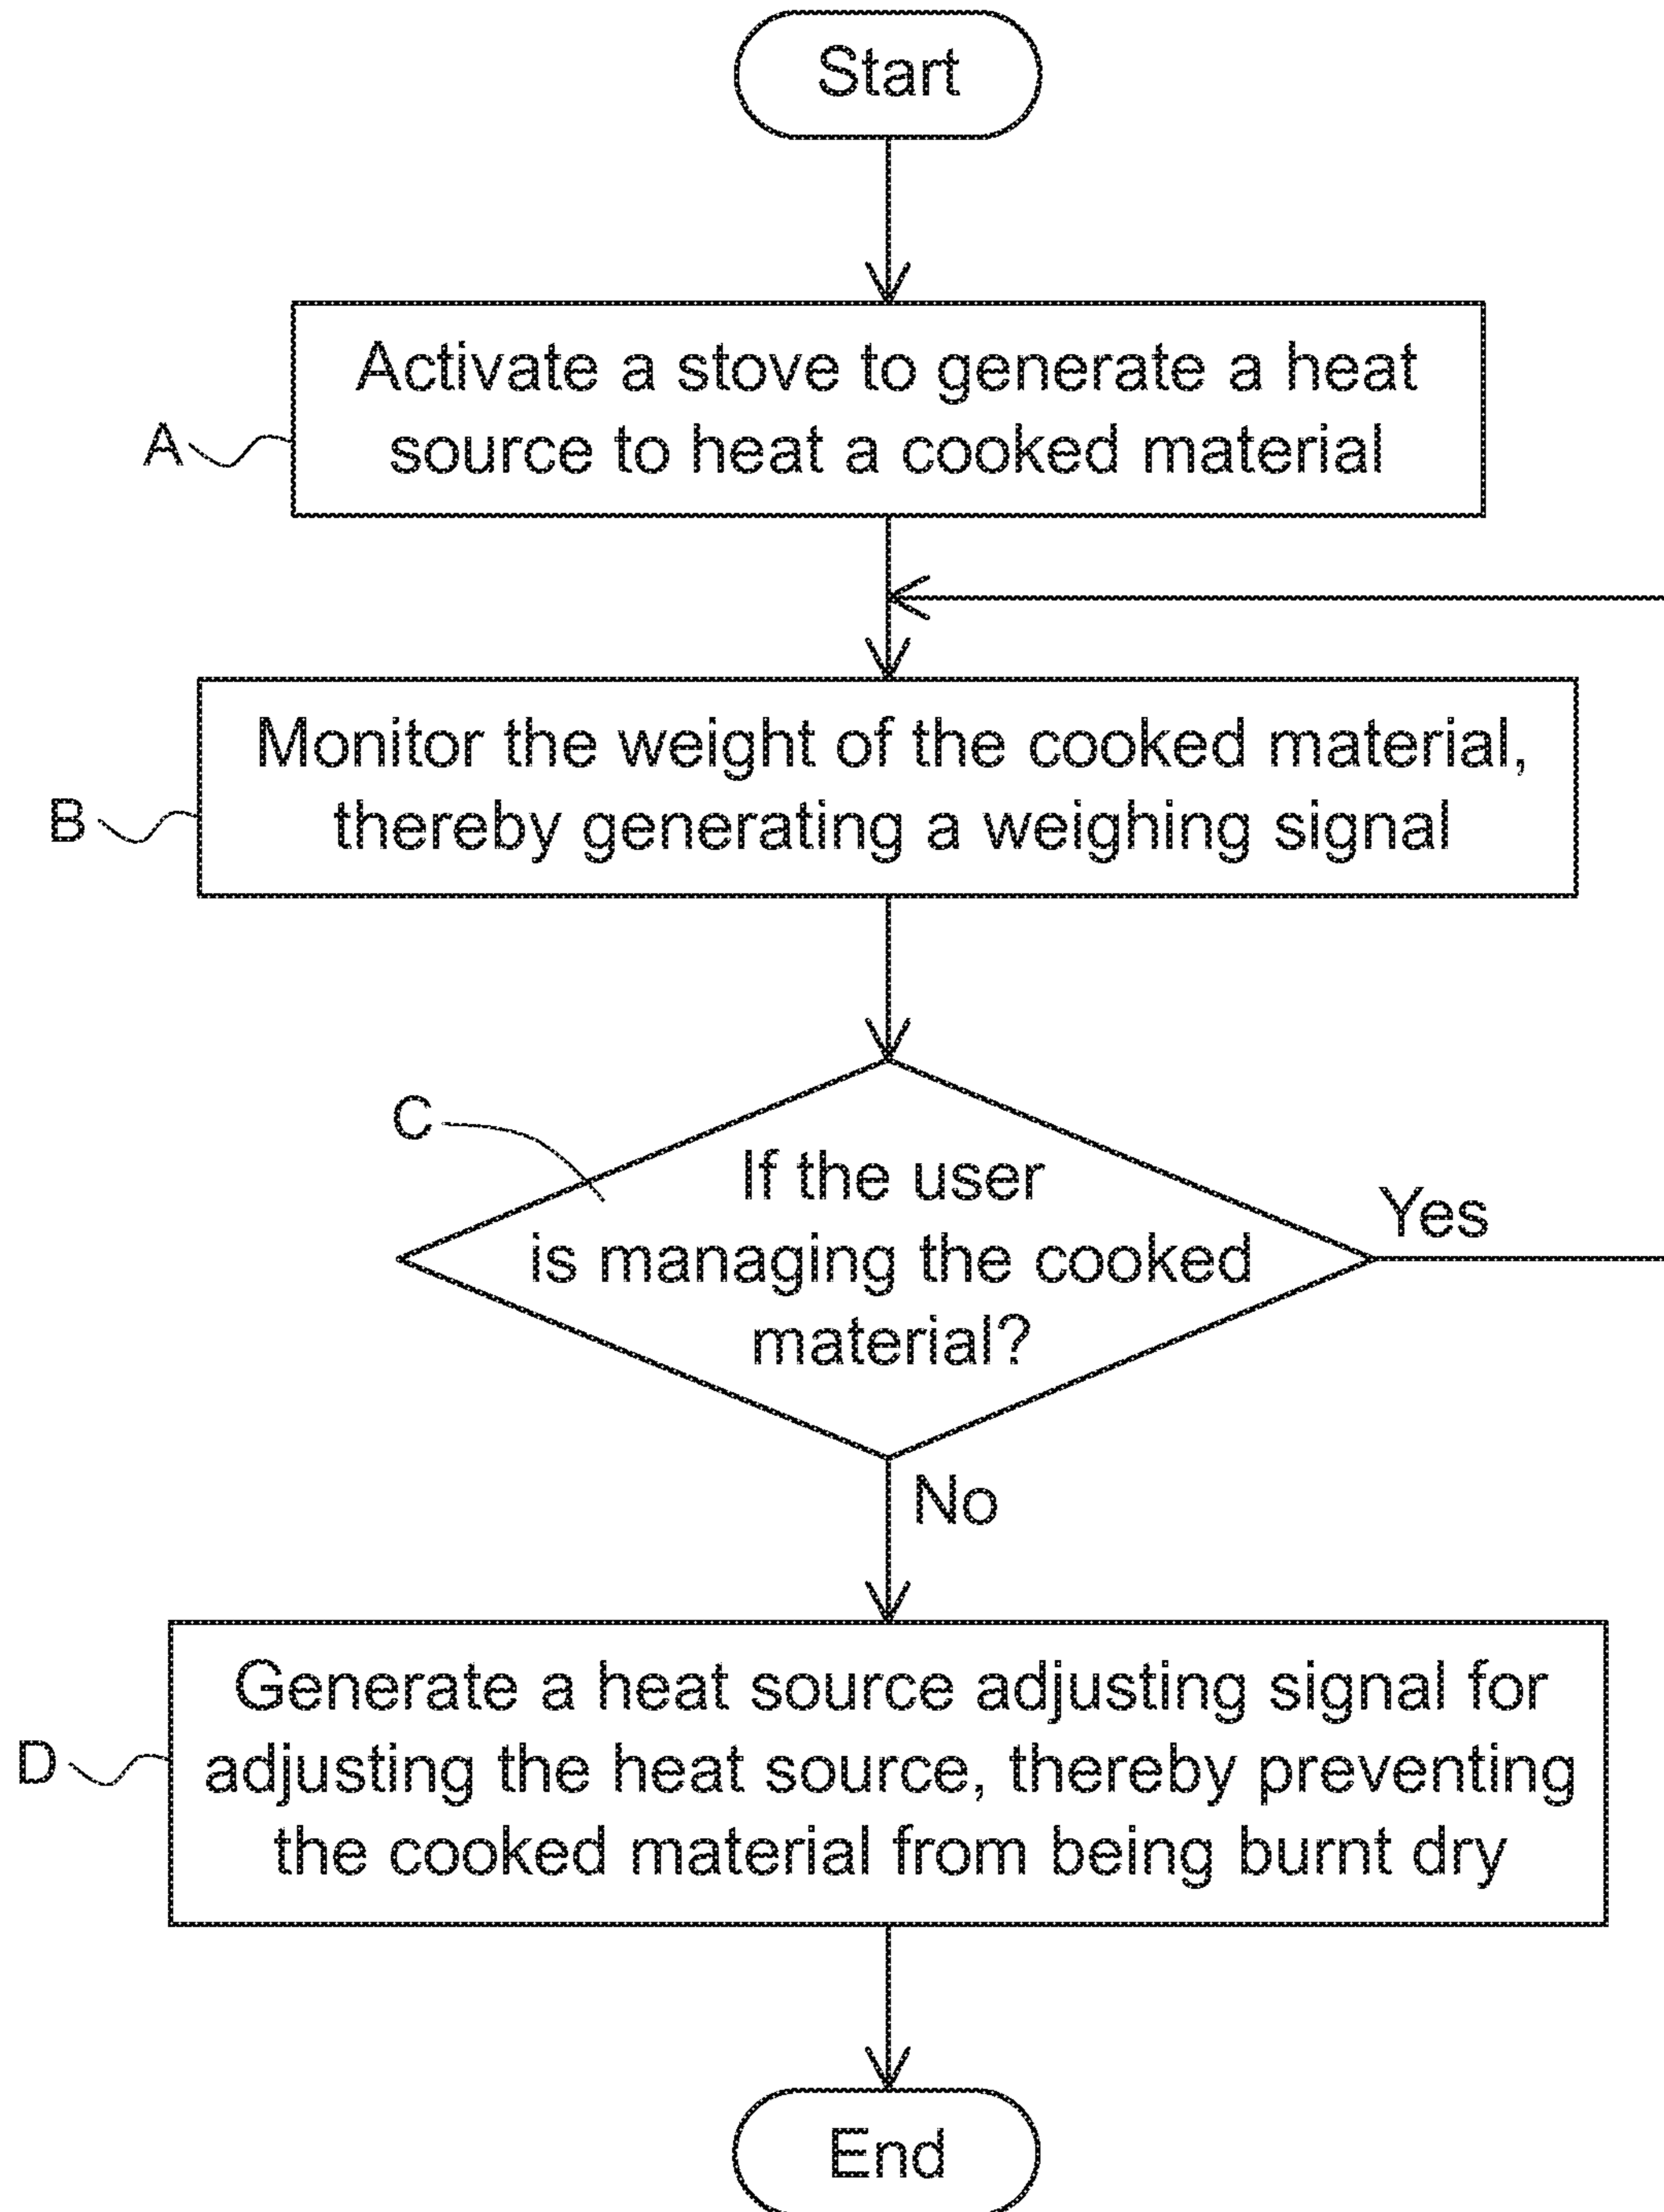 Start
Activate a stove to generate a heat
source to heat a cooked material
A
Monitor the weight of the cooked material,
thereby generating a weighing signal
B
C
If the user
is managing the cooked
material?
Yes
No
Generate a heat source adjusting signal for
adjusting the heat source, thereby preventing
the cooked material from being burnt dry
D
End